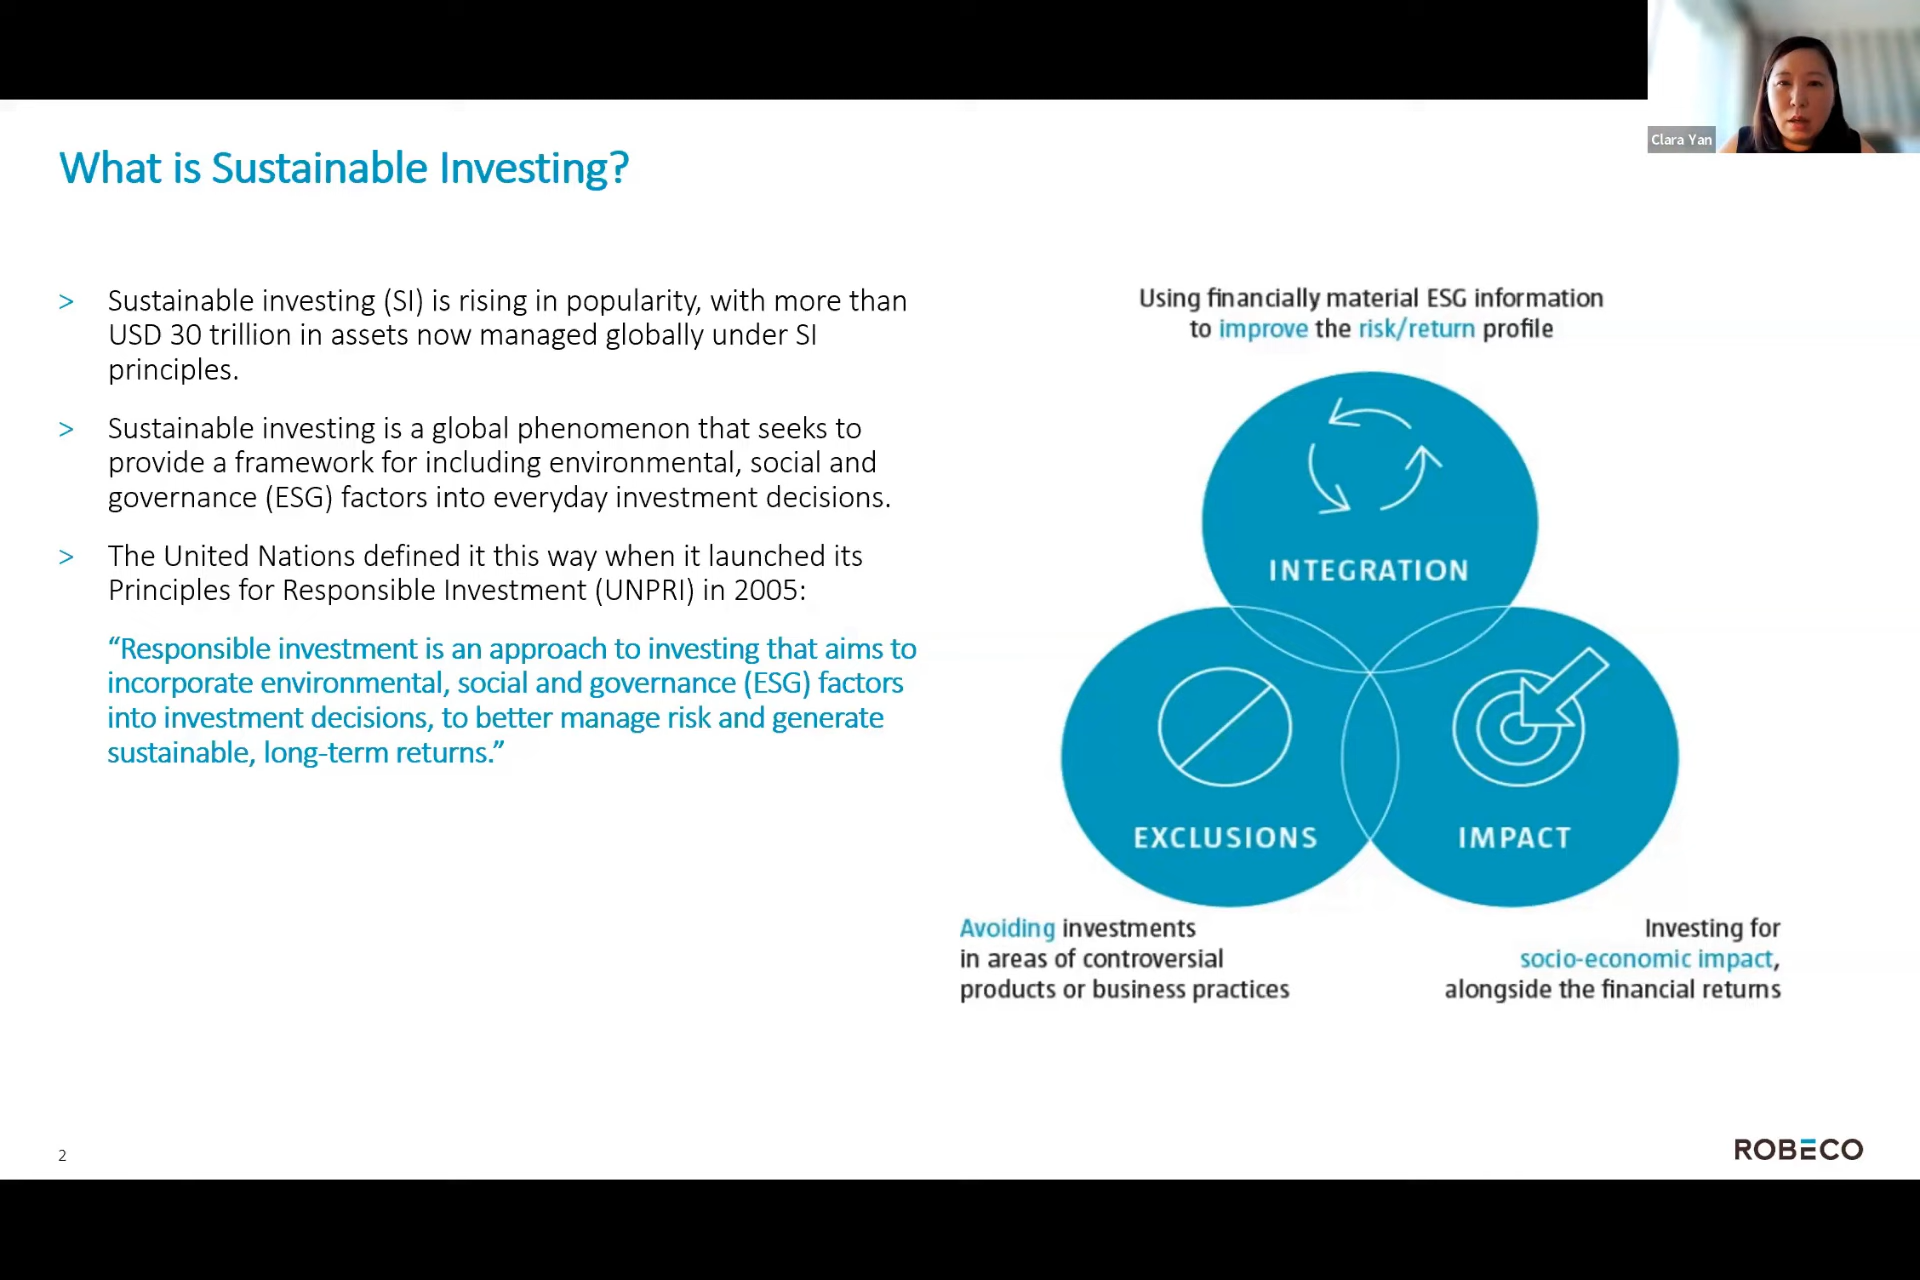 Clara Yan
What is Sustainable Investing?
> Sustainable investing (SI) is rising in popularity, with more than
USD 30 trillion in assets now managed globally under SI
principles.
> Sustainable investing is a global phenomenon that seeks to
provide a framework for including environmental, social and
governance (ESG) factors into everyday investment decisions.
> The United Nations defined it this way when it launched its
Principles for Responsible Investment (UNPRI) in 2005:
“Responsible investment is an approach to investing that aims to
incorporate environmental, social and governance (ESG) factors
into investment decisions, to better manage risk and generate
sustainable, long-term returns.”
Using financially material ESG information
to improve the risk/return profile
INTEGRATION
EXCLUSIONS
IMPACT
Avoiding investments
in areas of controversial
products or business practices
Investing for
socio-economic impact,
alongside the financial returns
2
ROBECO